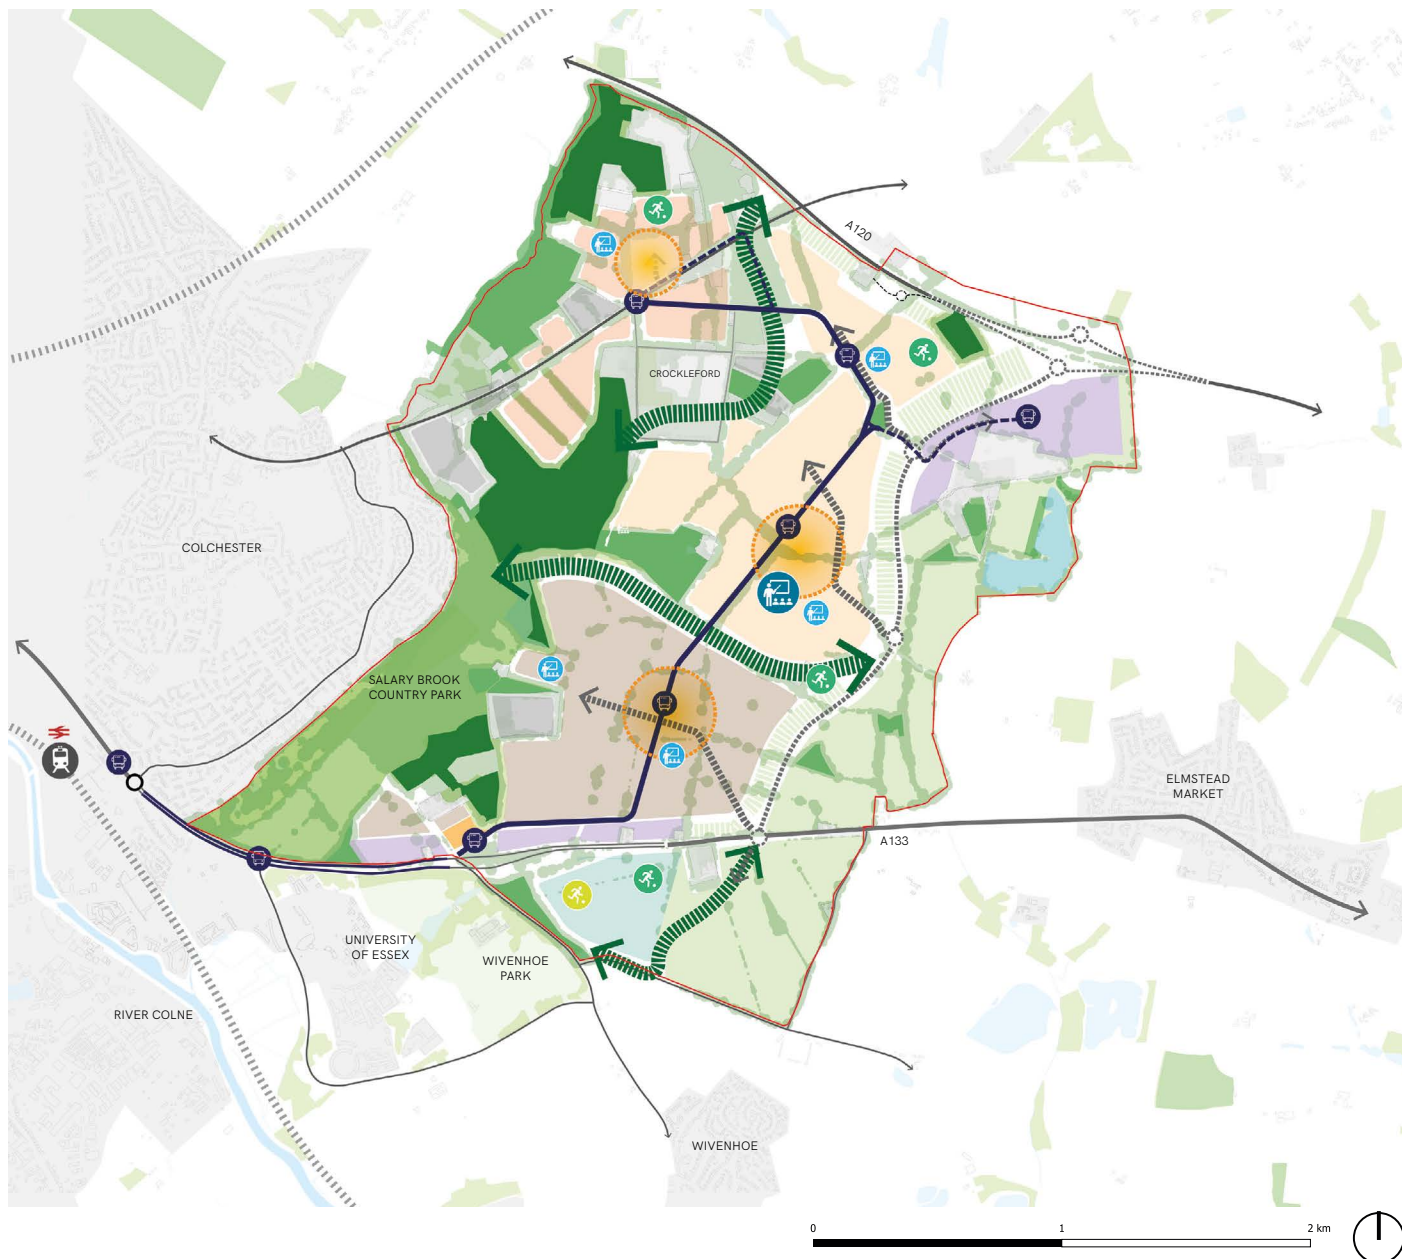 A120
CROCKLEFORD
COLCHESTER
SALARY BROOK
COUNTRY PARK
ELMSTEAD
MARKET
A133
UNIVERSITY
OF ESSEX
WIVENHOE
PARK
RIVER COLNE
WIVENHOE
0 1 2 km